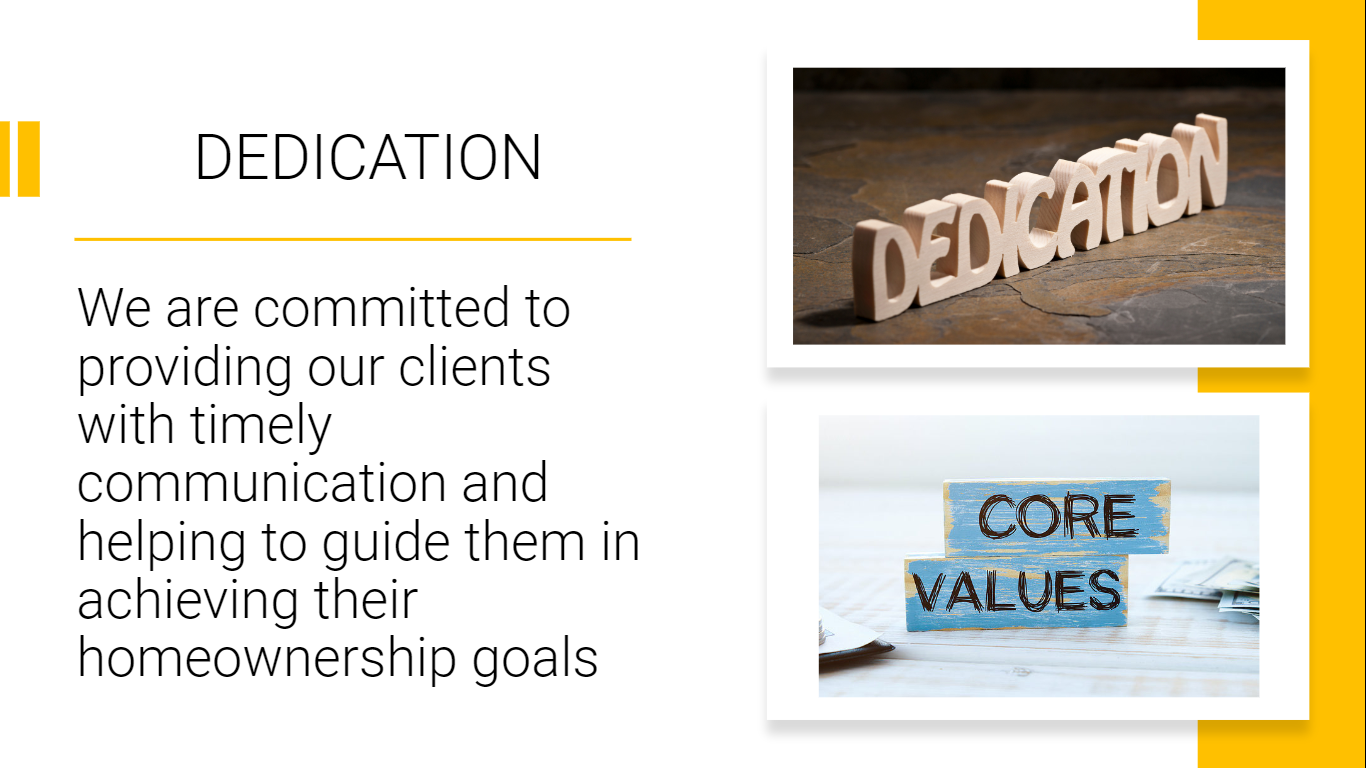 DEDICATION
We are committed to
providing our clients
with timely
communication and
helping to guide them in
achieving their
homeownership goals
DEDICATION
CORE
VALUES